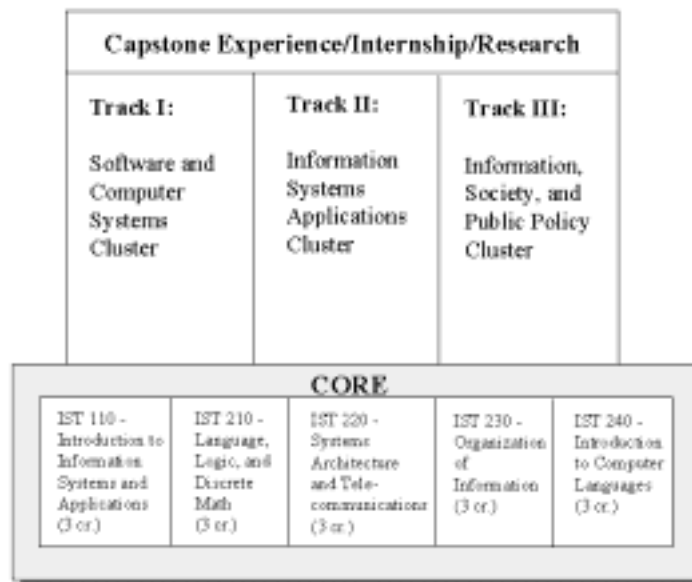 Capstone Experience/Internship/Research
Track I:
Software and
Computer
Systems
Cluster
Track II:
Information
Systems
Applications
Cluster
Track III:
Information,
Society, and
Public Policy
Cluster
CORE
IST 110 -
Introduction to
Information
Systems and
Applications
(3 cr.)
IST 210 -
Language,
Logic, and
Discrete
Math
(3 cr.)
IST 220 -
Systems
Architecture
and Tele-
communications
(3 cr.)
IST 230 -
Organization
of
Information
(3 cr.)
IST 240 -
Introduction
to Computer
Languages
(3 cr.)